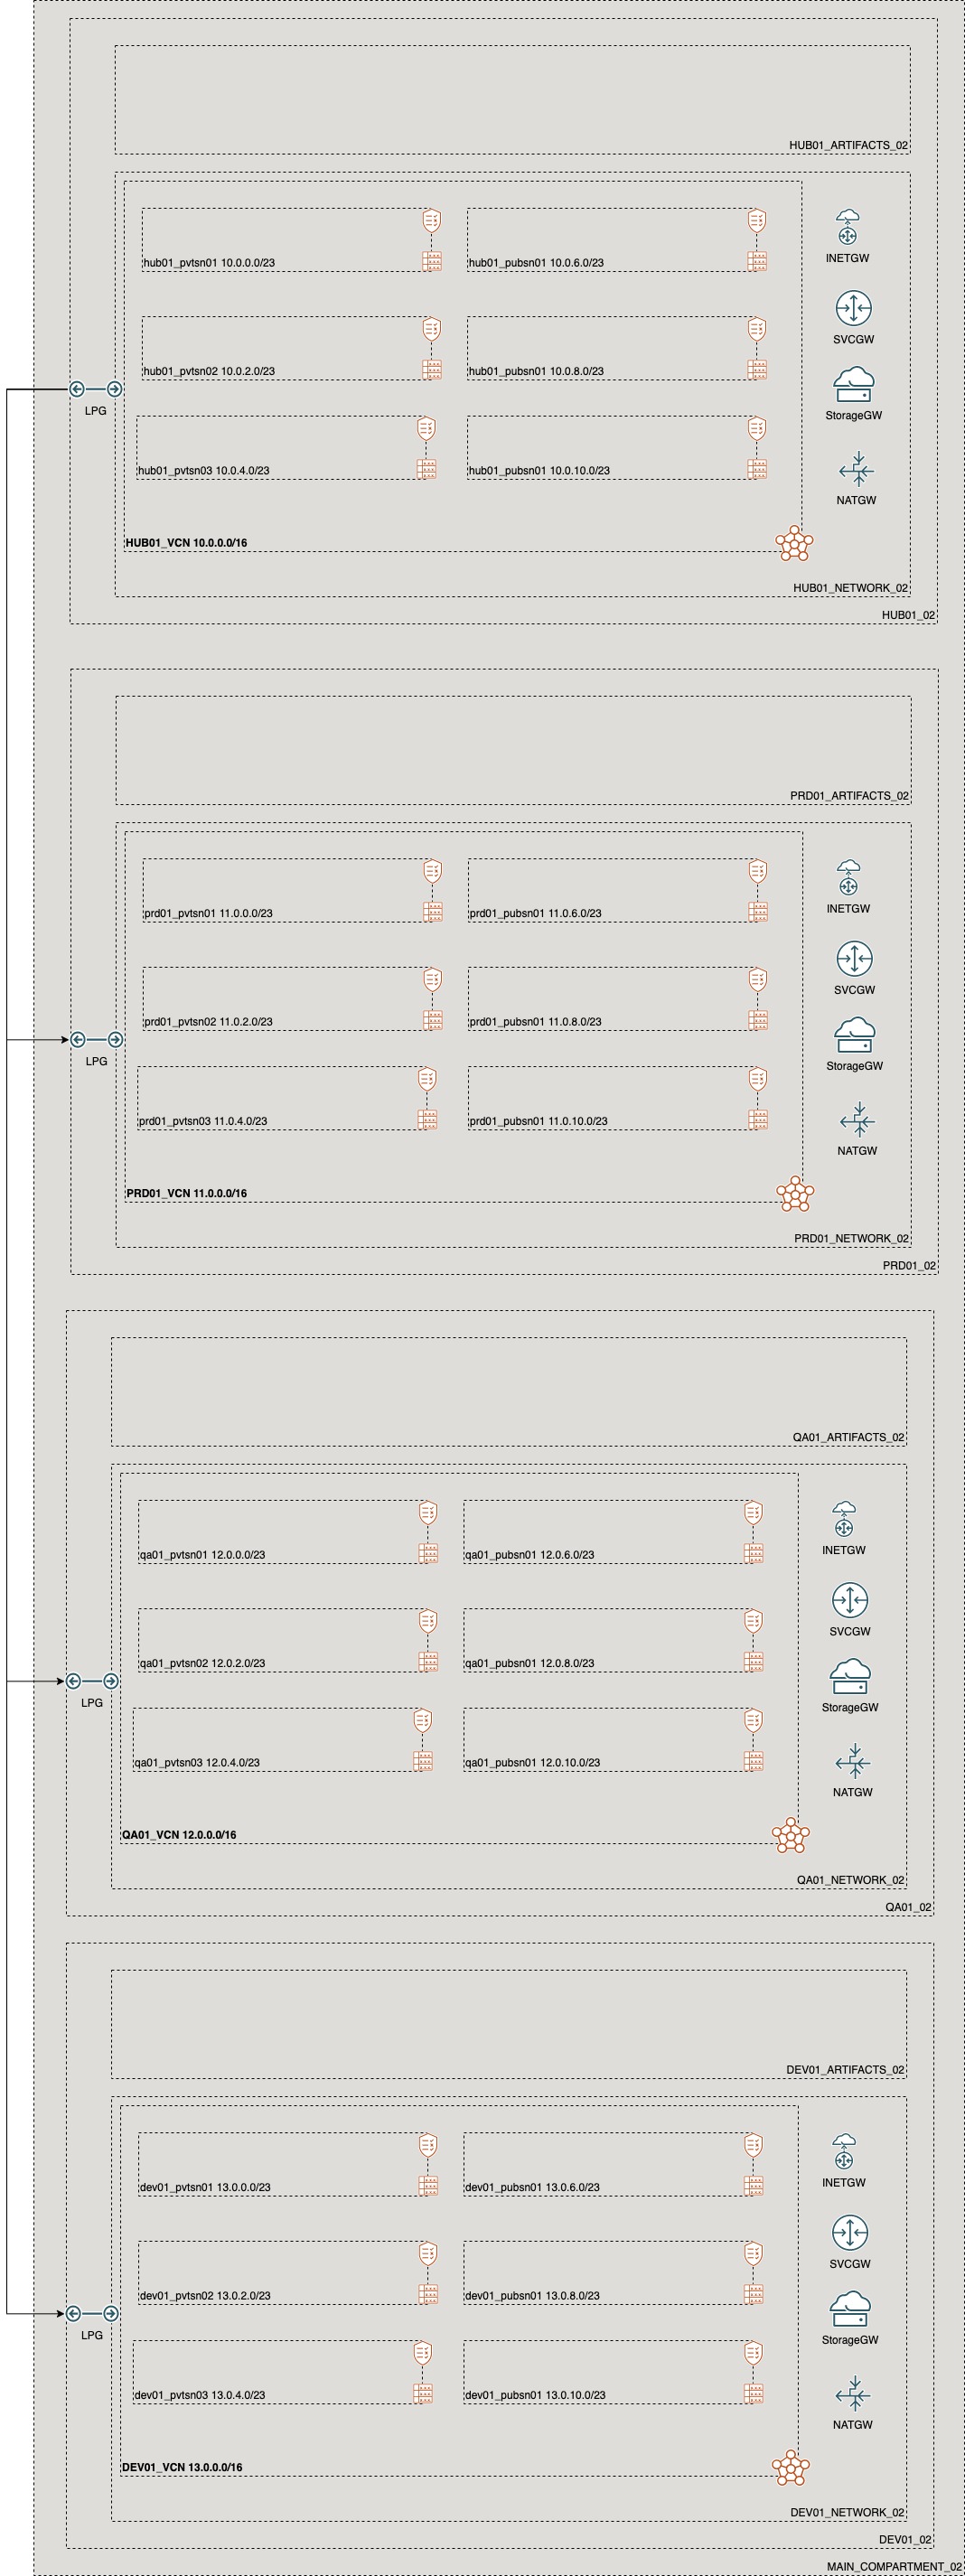 HUB01_ARTIFACTS_02
hub01_pvtsn01 10.0.0.0/23
hub01_pubsn01 10.0.6.0/23
INETGW
SVCGW
hub01_pvtsn02 10.0.2.0/23
hub01_pubsn01 10.0.8.0/23
LPG
StorageGW
hub01_pvtsn03 10.0.4.0/23
hub01_pubsn01 10.0.10.0/23
NATGW
HUB01_VCN 10.0.0.0/16
HUB01_NETWORK_02
HUB01_02
PRD01_ARTIFACTS_02
prd01_pvtsn01 11.0.0.0/23
prd01_pubsn01 11.0.6.0/23
INETGW
SVCGW
prd01_pvtsn02 11.0.2.0/23
prd01_pubsn01 11.0.8.0/23
LPG
StorageGW
prd01_pvtsn03 11.0.4.0/23
prd01_pubsn01 11.0.10.0/23
NATGW
PRD01_VCN 11.0.0.0/16
PRD01_NETWORK_02
PRD01_02
QA01_ARTIFACTS_02
qa01_pvtsn01 12.0.0.0/23
qa01_pubsn01 12.0.6.0/23
INETGW
SVCGW
qa01_pvtsn02 12.0.2.0/23
qa01_pubsn01 12.0.8.0/23
LPG
StorageGW
qa01_pvtsn03 12.0.4.0/23
qa01_pubsn01 12.0.10.0/23
NATGW
QA01_VCN 12.0.0.0/16
QA01_NETWORK_02
QA01_02
DEV01_ARTIFACTS_02
dev01_pvtsn01 13.0.0.0/23
dev01_pubsn01 13.0.6.0/23
INETGW
SVCGW
dev01_pvtsn02 13.0.2.0/23
dev01_pubsn01 13.0.8.0/23
LPG
StorageGW
dev01_pvtsn03 13.0.4.0/23
dev01_pubsn01 13.0.10.0/23
NATGW
DEV01_VCN 13.0.0.0/16
DEV01_NETWORK_02
DEV01_02
MAIN_COMPARTMENT_02